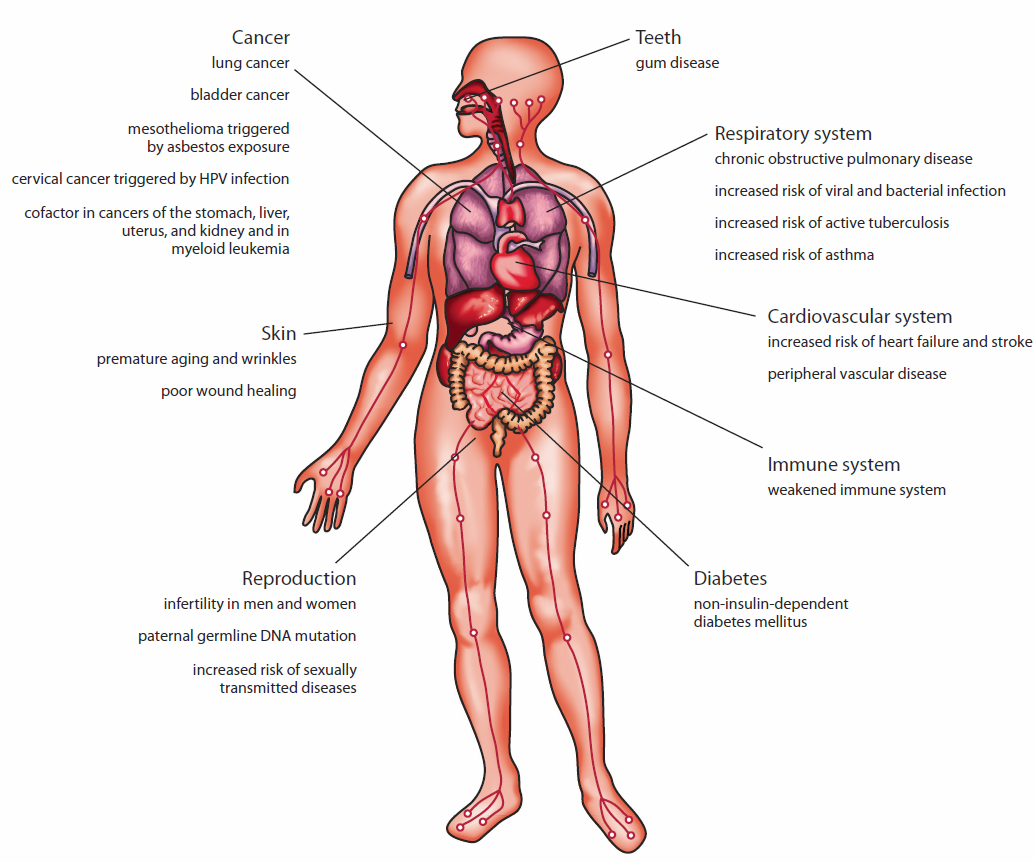 Cancer
lung cancer
bladder cancer
mesothelioma triggered
by asbestos exposure
cervical cancer triggered by HPV infection
cofactor in cancers of the stomach, liver,
uterus, and kidney and in
myeloid leukemia
Skin
premature aging and wrinkles
poor wound healing
Reproduction
infertility in men and women
paternal germline DNA mutation
increased risk of sexually
transmitted diseases
Teeth
gum disease
Respiratory system
chronic obstructive pulmonary disease
increased risk of viral and bacterial infection
increased risk of active tuberculosis
increased risk of asthma
Cardiovascular system
increased risk of heart failure and stroke
peripheral vascular disease
Immune system
weakened immune system
Diabetes
non-insulin-dependent
diabetes mellitus